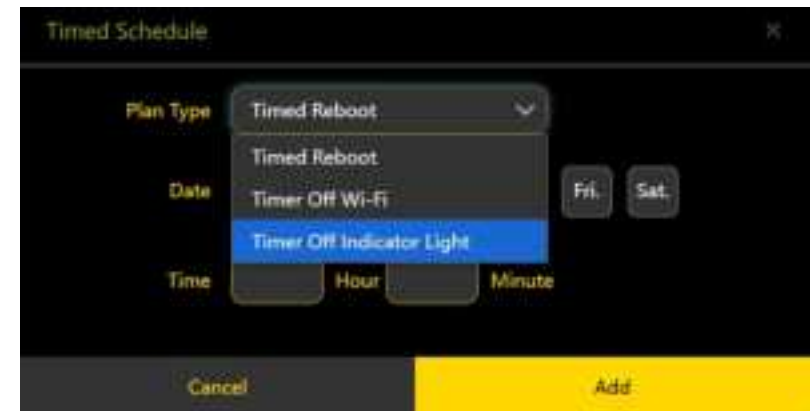 Timed Schedule ×
Plan Type Timed Reboot
Timed Reboot
Date Timer Off Wi-Fi Fri. Sat.
Timer Off Indicator Light
Time Hour Minute
Cancel Add